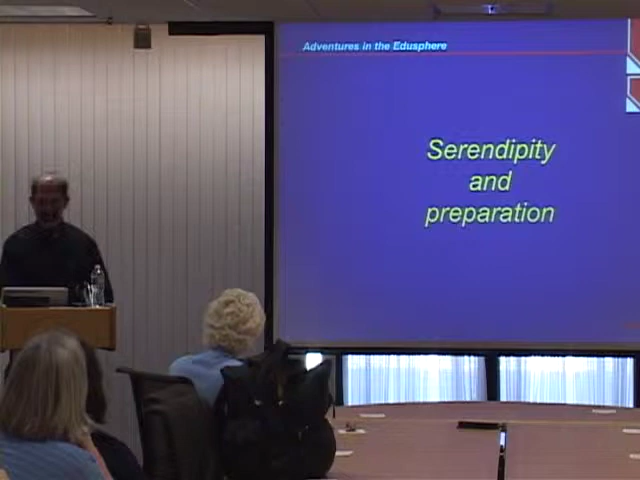 Adventures in the Edusphere
Serendipity
and
preparation